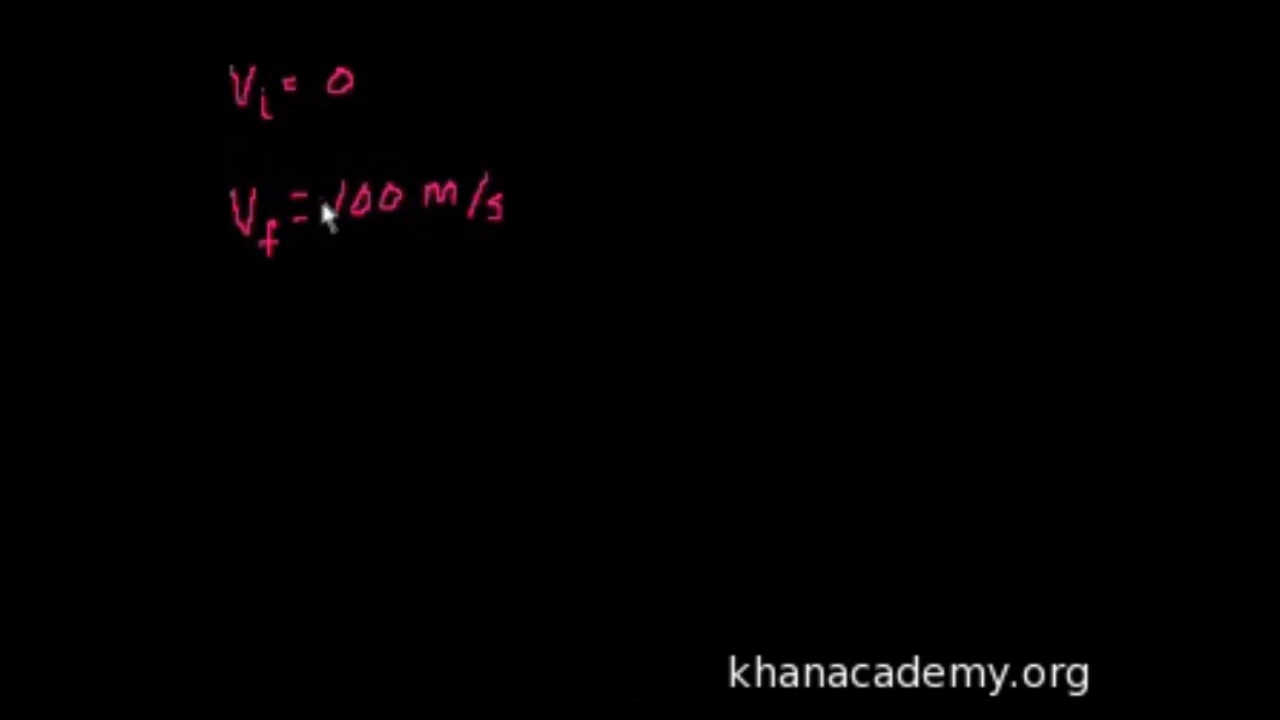 Vi = 0
Vf = 100 m/s
khanacademy.org